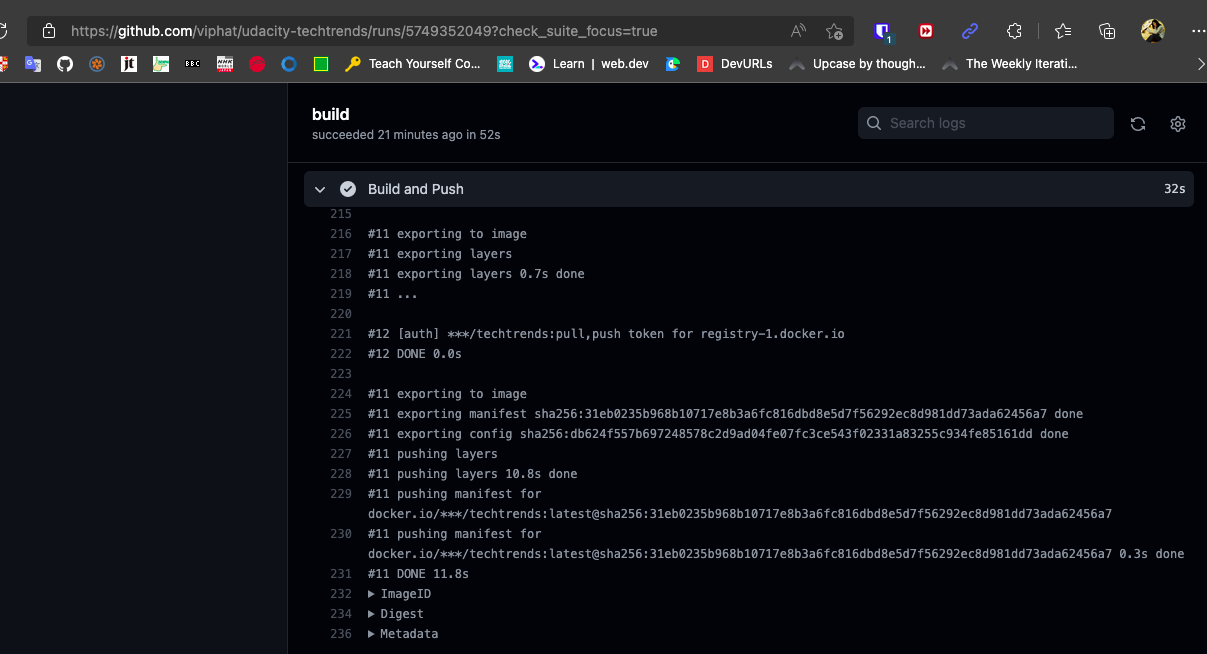 https://github.com/viphat/udacity-techtrends/runs/5749352049?check_suite_focus=true
1
jt
BBC
Teach Yourself Co...
Learn | web.dev
D
DevURLs
Upcase by though...
The Weekly Iterati...
build
succeeded 21 minutes ago in 52s
Search logs
Build and Push
32s
215
216 #11 exporting to image
217 #11 exporting layers
218 #11 exporting layers 0.7s done
219 #11 ...
220
221 #12 [auth] ***/techtrends:pull,push token for registry-1.docker.io
222 #12 DONE 0.0s
223
224 #11 exporting to image
225 #11 exporting manifest sha256:31eb0235b968b10717e8b3a6fc816dbd8e5d7f56292ec8d981dd73ada62456a7 done
226 #11 exporting config sha256:db624f557b697248578c2d9ad04fe07fc3ce543f02331a83255c934fe85161dd done
227 #11 pushing layers
228 #11 pushing layers 10.8s done
229 #11 pushing manifest for
docker.io/***/techtrends:latest@sha256:31eb0235b968b10717e8b3a6fc816dbd8e5d7f56292ec8d981dd73ada62456a7
230 #11 pushing manifest for
docker.io/***/techtrends:latest@sha256:31eb0235b968b10717e8b3a6fc816dbd8e5d7f56292ec8d981dd73ada62456a7 0.3s done
231 #11 DONE 11.8s
232 ▶ ImageID
234 ▶ Digest
236 ▶ Metadata